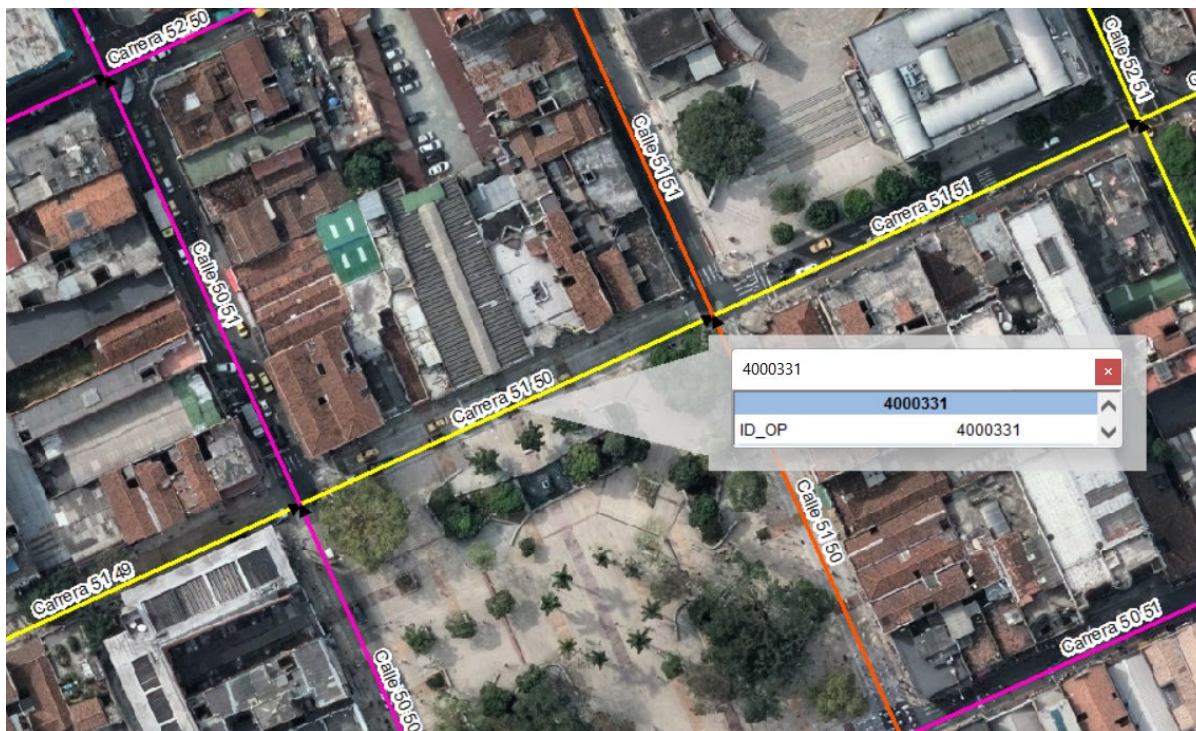 Carrera 52 50
Calle 52 51
C
Calle 51 51
Carrera 51 51
Calle 50 51
4000331
×
4000331
ID_OP 4000331
Carrera 51 50
Calle 51 50
Carrera 51 49
Carrera 50 51
Calle 50 50